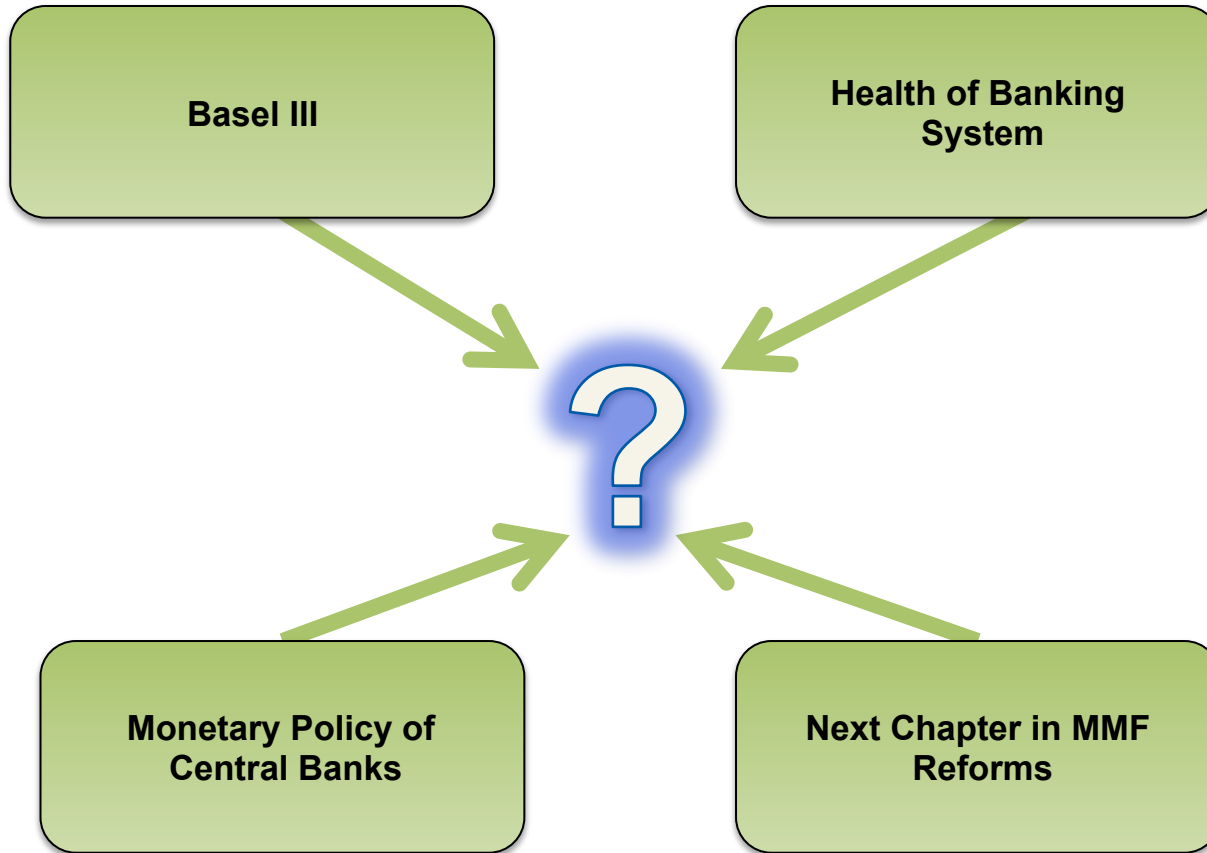 Basel III
Health of Banking
System
?
Monetary Policy of
Central Banks
Next Chapter in MMF
Reforms